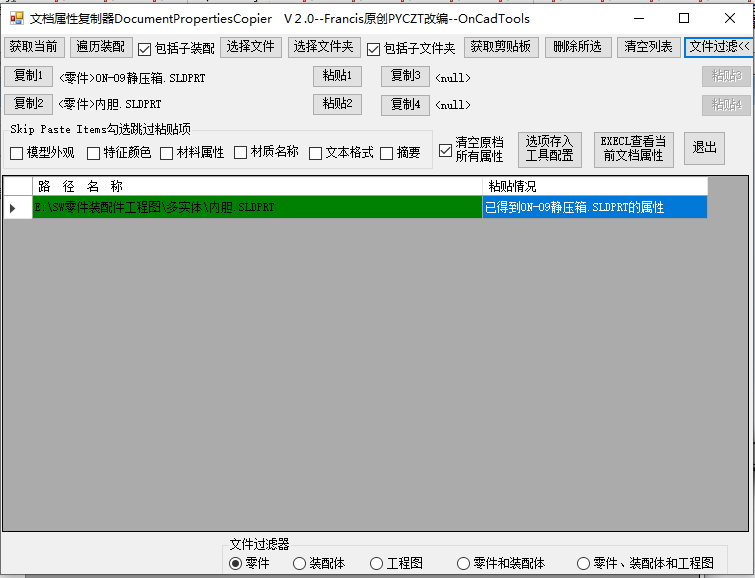 文档属性复制器DocumentPropertiesCopier V 2.0--Francis原创PYCZT改编--OnCadTools
获取当前 遍历装配 包括子装配 选择文件 选择文件夹 包括子文件夹 获取剪贴板 删除所选 清空列表 文件过滤<<
复制1 <零件>ON-09静压箱.SLDPRT 粘贴1 复制3 <null> 粘贴3
复制2 <零件>内胆.SLDPRT 粘贴2 复制4 <null> 粘贴4
Skip Paste Items勾选跳过粘贴项
模型外观 特征颜色 材料属性 材质名称 文本格式 摘要
清空原档
所有属性
选项存入
工具配置
EXECL查看当
前文档属性
退出
路 径 名 称 粘贴情况
E:\SW零件装配件工程图\多实体\内胆.SLDPRT 已得到ON-09静压箱.SLDPRT的属性
文件过滤器
零件 装配体 工程图 零件和装配体 零件、装配体和工程图